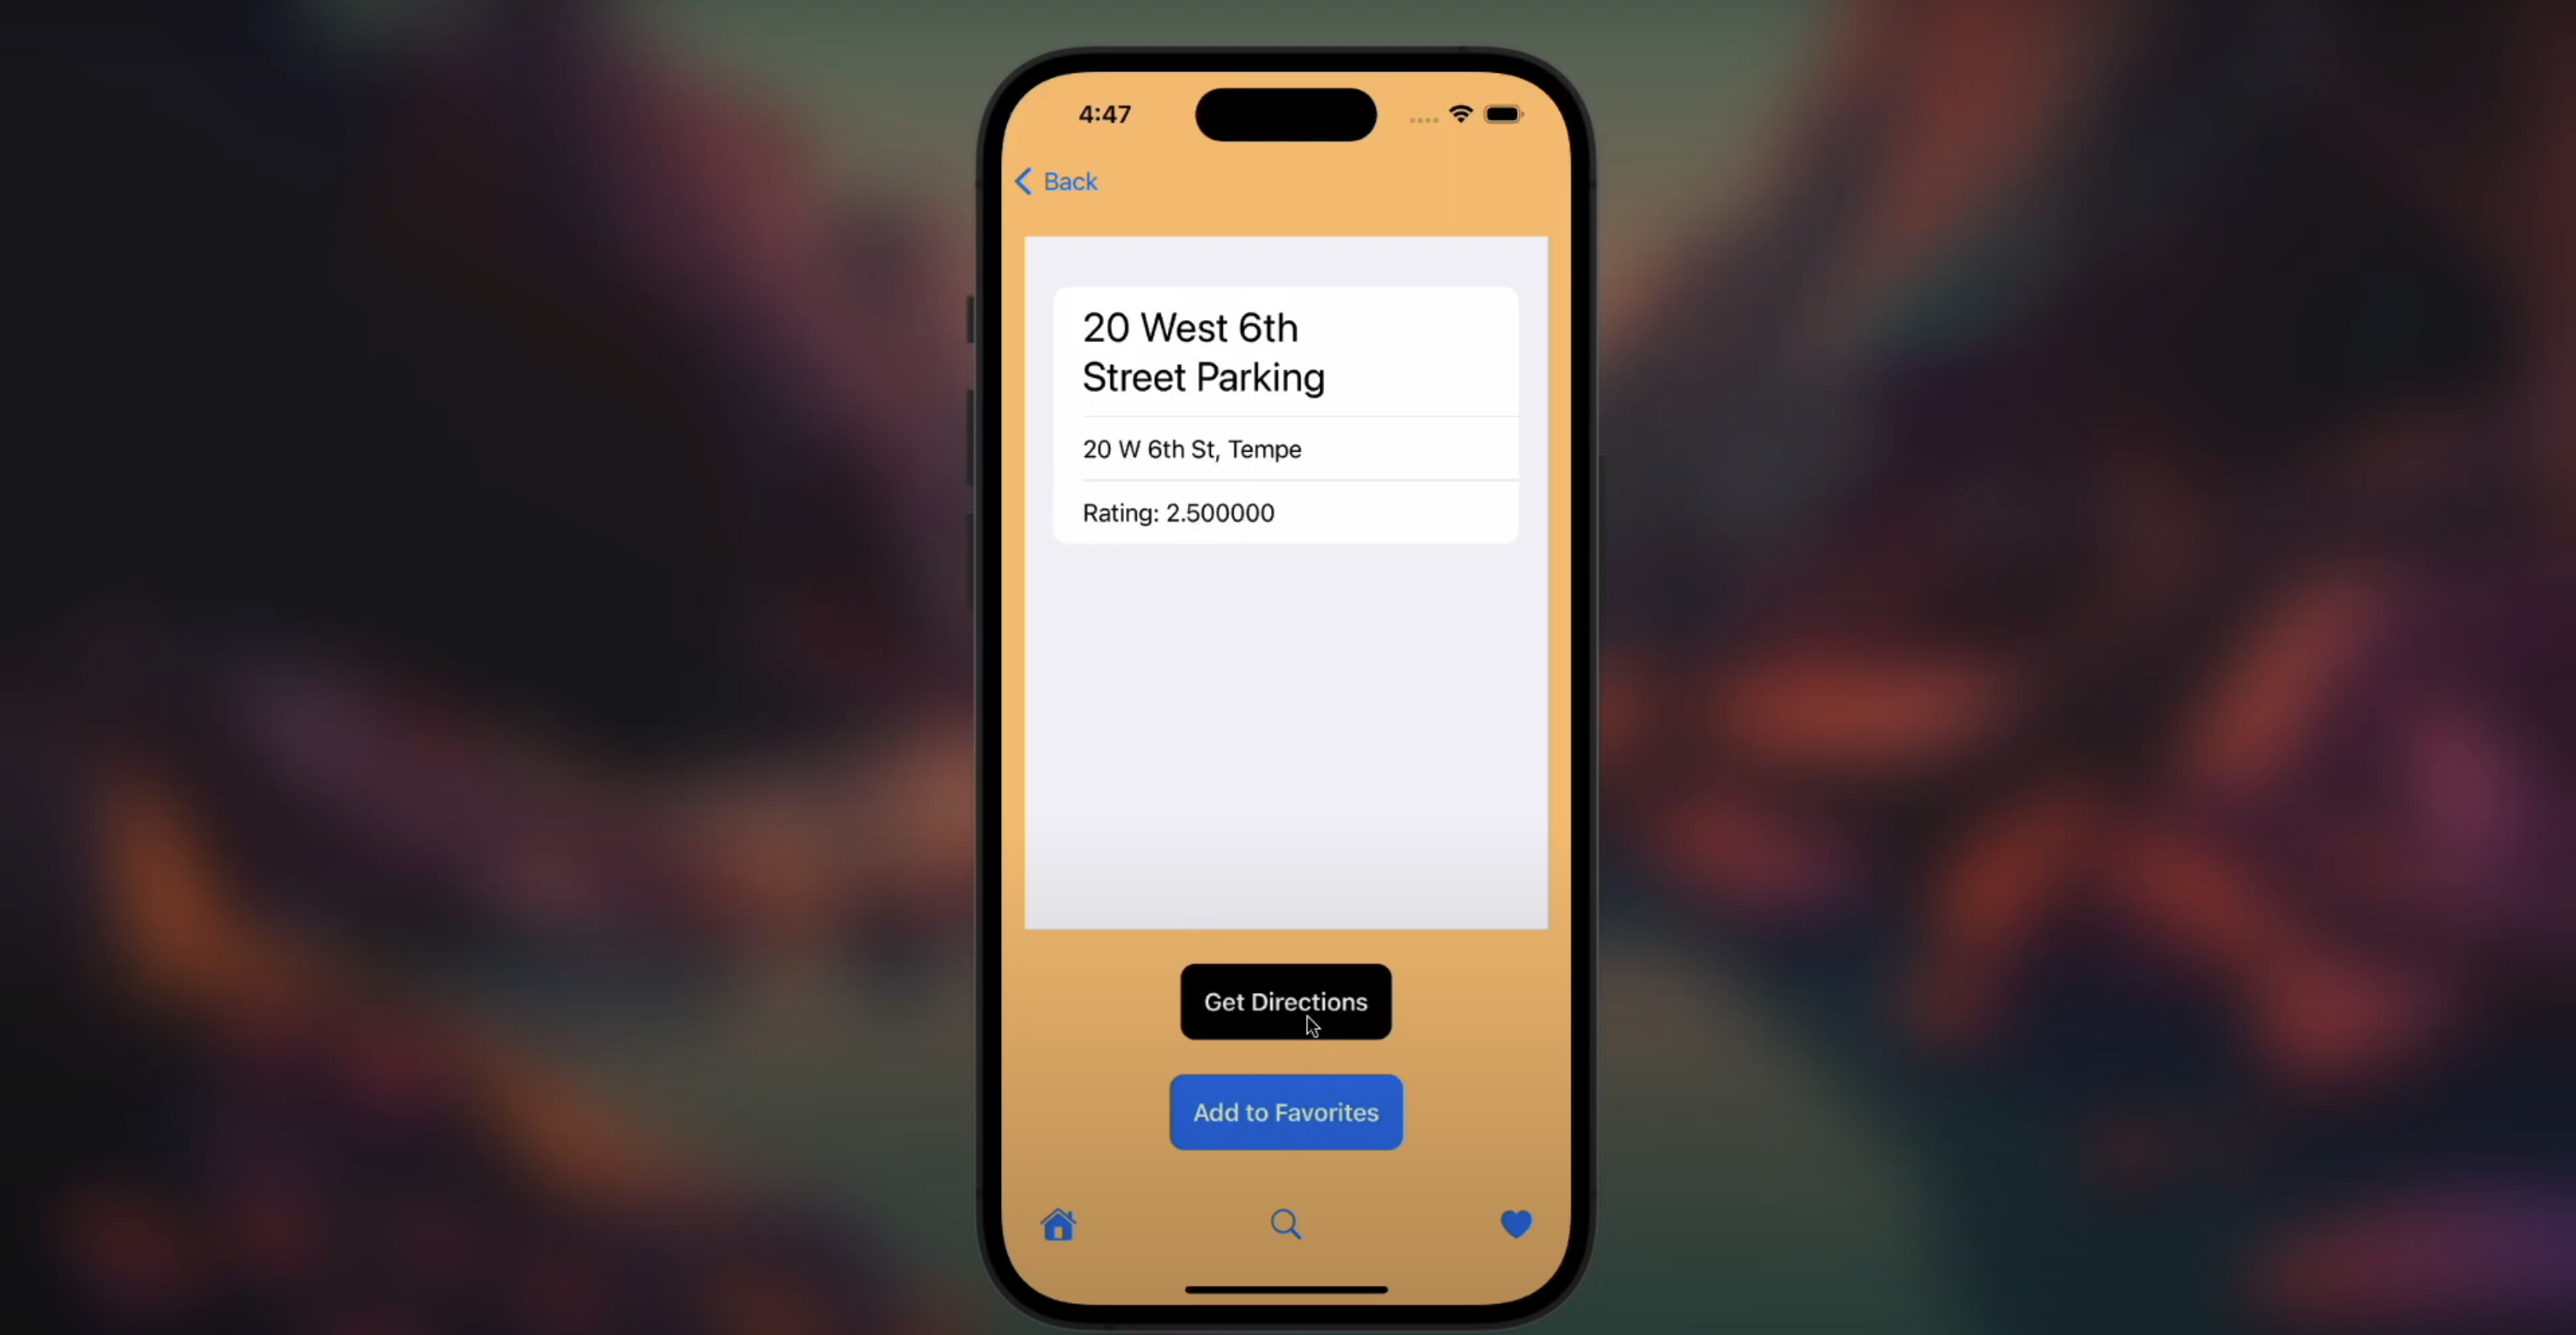 4:47
Back
20 West 6th
Street Parking
20 W 6th St, Tempe
Rating: 2.500000
Get Directions
Add to Favorites